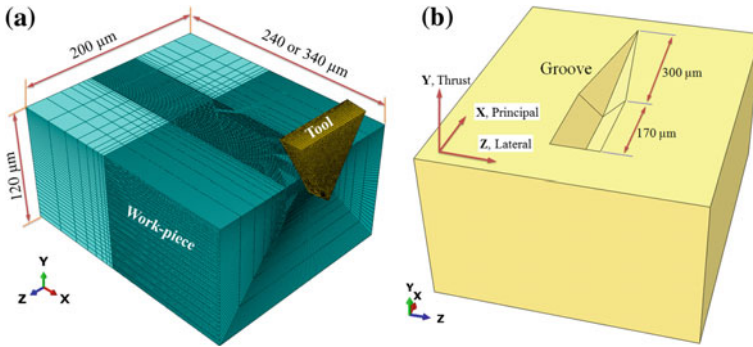 (a)
200 µm
240 or 340 µm
120 µm
Tool
Work-piece
Y
Z
X
(b)
Y, Thrust
X, Principal
Z, Lateral
Groove
300 µm
170 µm
Y
X
Z